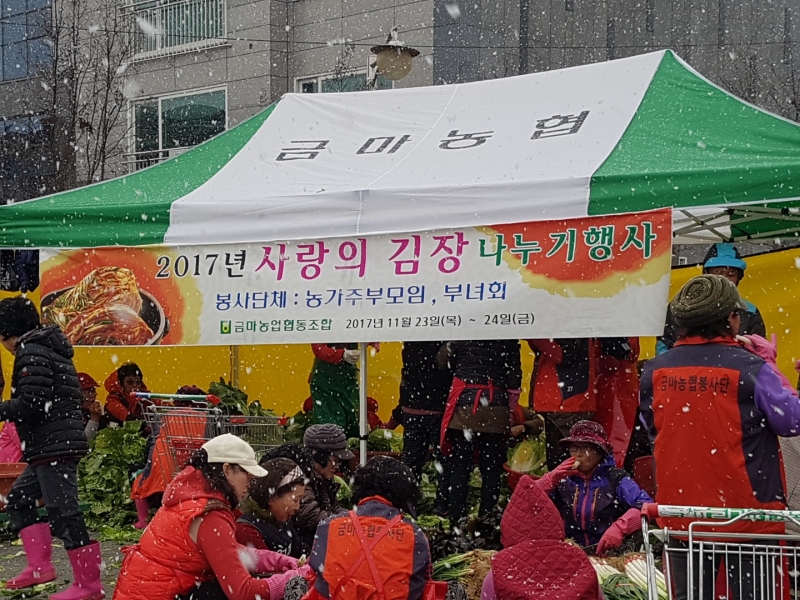 금마농협
2017년 사랑의 김장 나누기행사
봉사단체 : 농가주부모임 , 부녀회
금마농업협동조합 2017년 11월 23일(목) ~ 24일(금)
금마농협봉사단